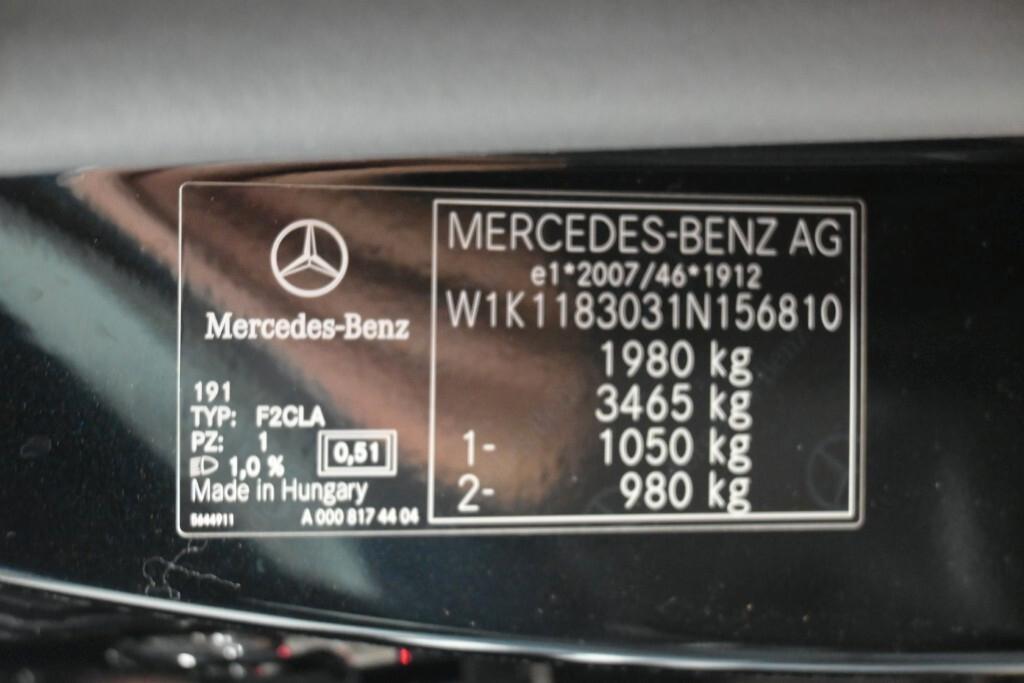 Mercedes-Benz
191
TYP: F2CLA
PZ: 1
1,0 %
0,51
Made in Hungary
A 000 817 44 04
MERCEDES-BENZ AG
e1*2007/46*1912
W1K1183031N156810
1980 kg
3465 kg
1- 1050 kg
2- 980 kg